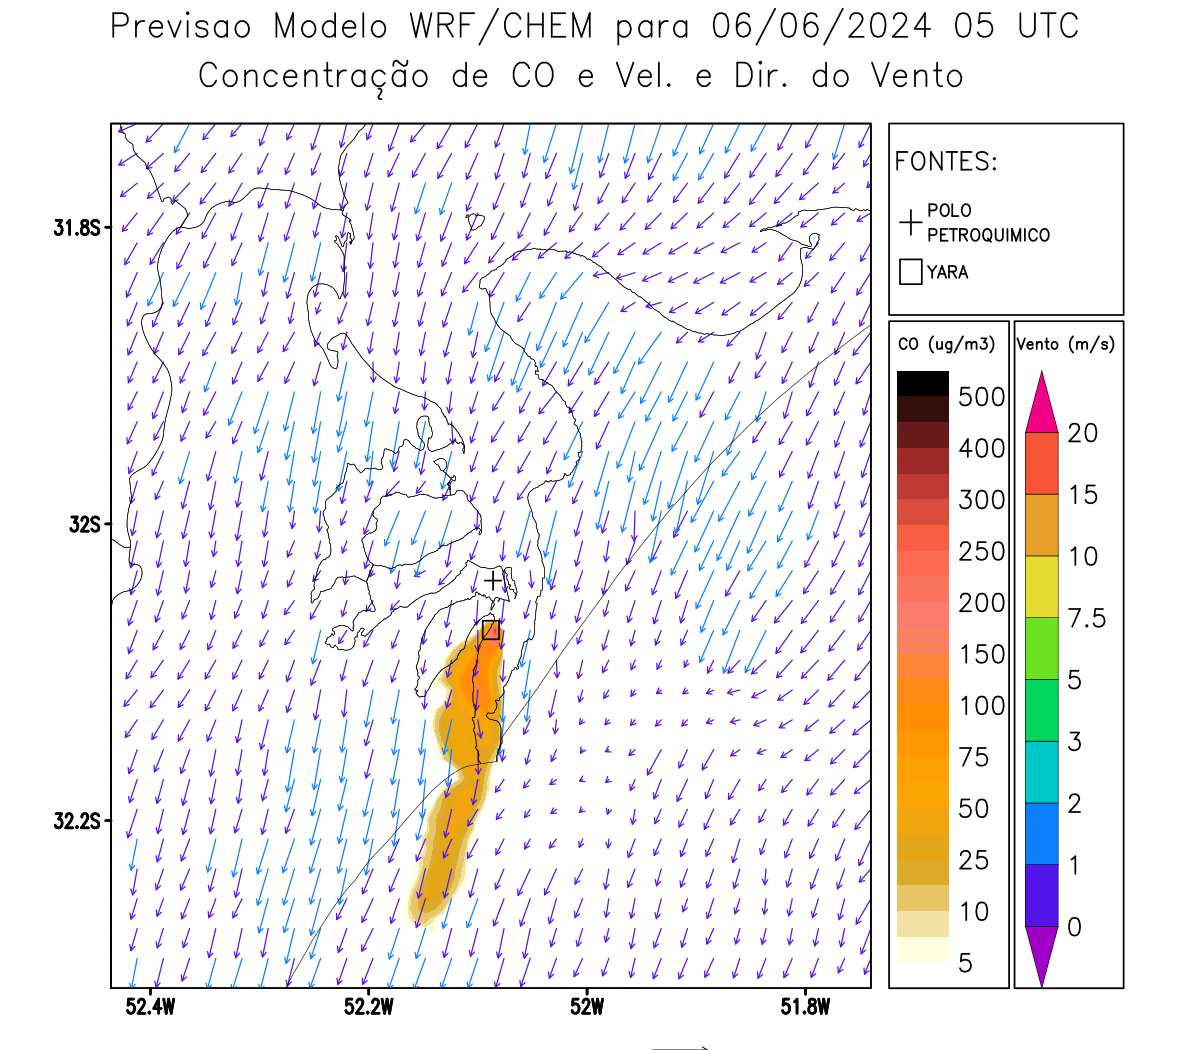 Previsao Modelo WRF/CHEM para 06/06/2024 05 UTC
Concentração de CO e Vel. e Dir. do Vento
FONTES:
POLO
PETROQUIMICO
YARA
31.8S
32S
32.2S
52.4W
52.2W
52W
51.8W
CO (ug/m3)
500
400
300
250
200
150
100
75
50
25
10
5
Vento (m/s)
20
15
10
7.5
5
3
2
1
0